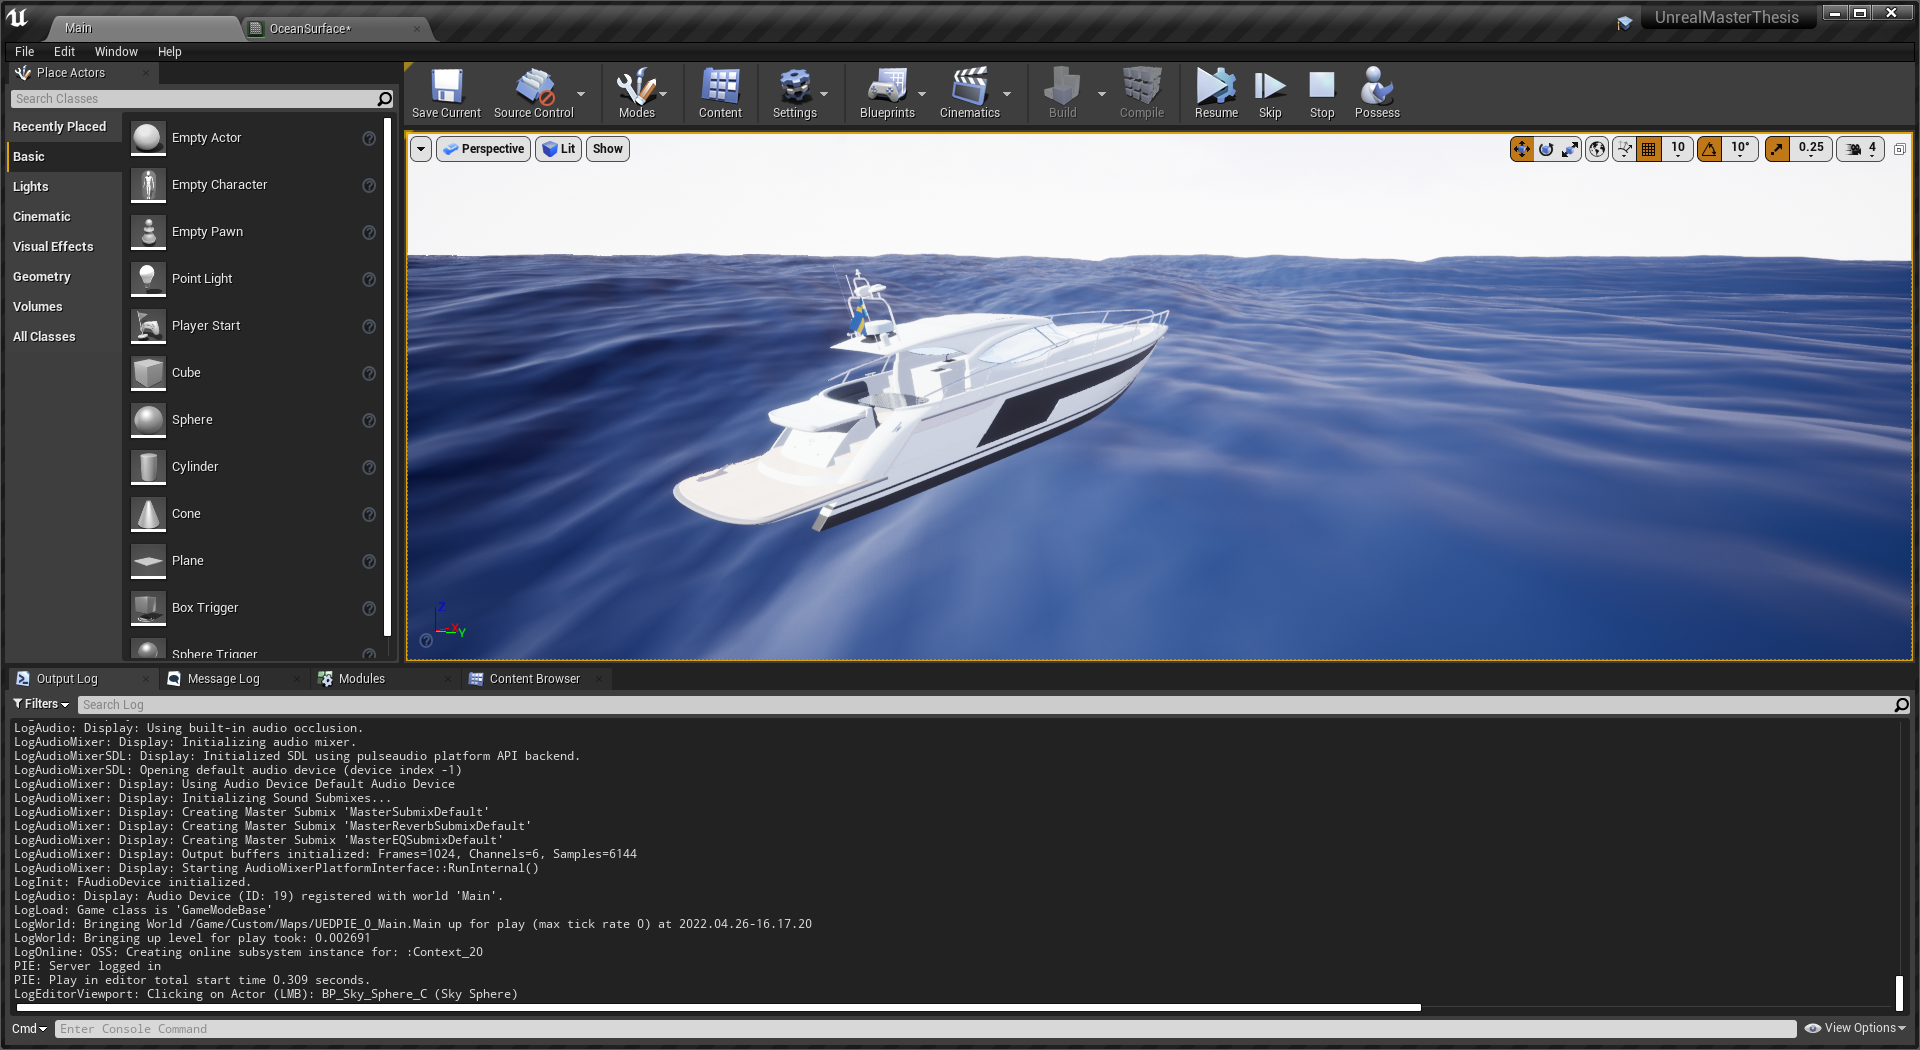 Main
OceanSurface*
UnrealMasterThesis
File Edit Window Help
Place Actors
Search Classes
Recently Placed
Basic
Lights
Cinematic
Visual Effects
Geometry
Volumes
All Classes
Empty Actor
Empty Character
Empty Pawn
Point Light
Player Start
Cube
Sphere
Cylinder
Cone
Plane
Box Trigger
Sphere Trigger
Save Current
Source Control
Modes
Content
Settings
Blueprints
Cinematics
Build
Compile
Resume
Skip
Stop
Possess
Perspective
Lit
Show
10
10°
0.25
4
Z
X
Y
Output Log
Message Log
Modules
Content Browser
Filters
Search Log
LogAudio: Display: Using built-in audio occlusion.
LogAudioMixer: Display: Initializing audio mixer.
LogAudioMixerSDL: Display: Initialized SDL using pulseaudio platform API backend.
LogAudioMixerSDL: Opening default audio device (device index -1)
LogAudioMixer: Display: Using Audio Device Default Audio Device
LogAudioMixer: Display: Initializing Sound Submixes...
LogAudioMixer: Display: Creating Master Submix 'MasterSubmixDefault'
LogAudioMixer: Display: Creating Master Submix 'MasterReverbSubmixDefault'
LogAudioMixer: Display: Creating Master Submix 'MasterEQSubmixDefault'
LogAudioMixer: Display: Output buffers initialized: Frames=1024, Channels=6, Samples=6144
LogAudioMixer: Display: Starting AudioMixerPlatformInterface::RunInternal()
LogInit: FAudioDevice initialized.
LogAudio: Display: Audio Device (ID: 19) registered with world 'Main'.
LogLoad: Game class is 'GameModeBase'
LogWorld: Bringing World /Game/Custom/Maps/UEDPIE_0_Main.Main up for play (max tick rate 0) at 2022.04.26-16.17.20
LogWorld: Bringing up level for play took: 0.002691
LogOnline: OSS: Creating online subsystem instance for: :Context_20
PIE: Server logged in
PIE: Play in editor total start time 0.309 seconds.
LogEditorViewport: Clicking on Actor (LMB): BP_Sky_Sphere_C (Sky Sphere)
Cmd
Enter Console Command
View Options